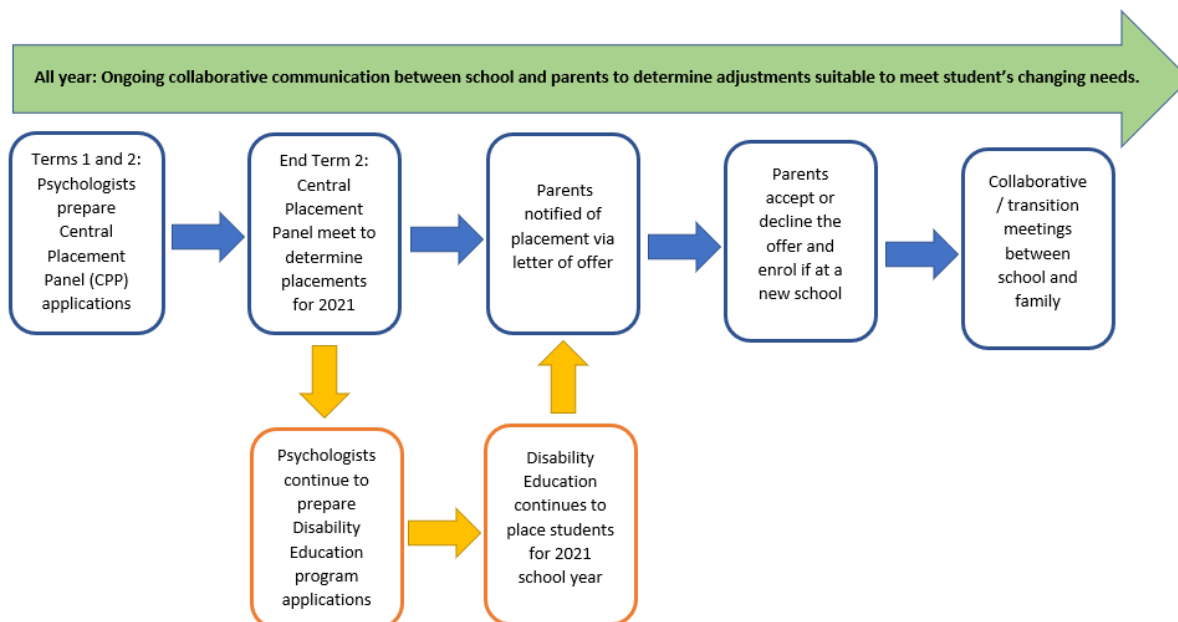 All year: Ongoing collaborative communication between school and parents to determine adjustments suitable to meet student's changing needs.
Terms 1 and 2:
Psychologists
prepare
Central
Placement
Panel (CPP)
applications
End Term 2:
Central
Placement
Panel meet to
determine
placements
for 2021
Parents
notified of
placement via
letter of offer
Parents
accept or
decline the
offer and
enrol if at a
new school
Collaborative
/ transition
meetings
between
school and
family
Psychologists
continue to
prepare
Disability
Education
program
applications
Disability
Education
continues to
place students
for 2021
school year